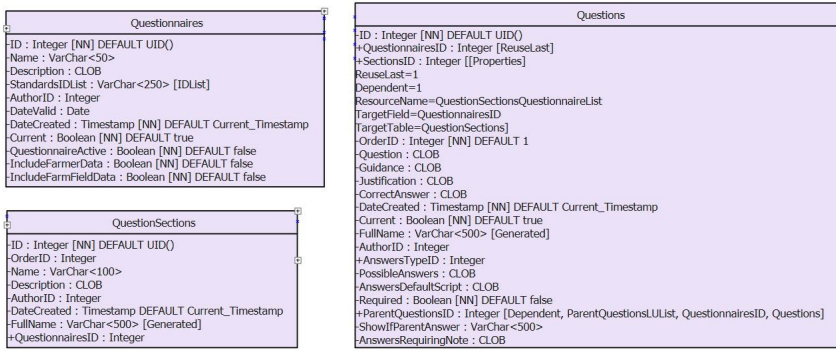 Questionnaires
-ID : Integer [NN] DEFAULT UID()
-Name : VarChar<50>
-Description : CLOB
-StandardsIDList : VarChar<250> [IDList]
-AuthorID : Integer
-DateValid : Date
-DateCreated : Timestamp [NN] DEFAULT Current_Timestamp
-Current : Boolean [NN] DEFAULT true
-QuestionnaireActive : Boolean [NN] DEFAULT false
-IncludeFarmerData : Boolean [NN] DEFAULT false
-IncludeFarmFieldData : Boolean [NN] DEFAULT false
QuestionSections
-ID : Integer [NN] DEFAULT UID()
-OrderID : Integer
-Name : VarChar<100>
-Description : CLOB
-AuthorID : Integer
-DateCreated : Timestamp DEFAULT Current_Timestamp
-FullName : VarChar<500> [Generated]
+QuestionnairesID : Integer
Questions
-ID : Integer [NN] DEFAULT UID()
+QuestionnairesID : Integer [ReuseLast]
+SectionsID : Integer [[Properties]
ReuseLast=1
Dependent=1
ResourceName=QuestionSectionsQuestionnaireList
TargetField=QuestionnairesID
TargetTable=QuestionSections]
-OrderID : Integer [NN] DEFAULT 1
-Question : CLOB
-Guidance : CLOB
-Justification : CLOB
-CorrectAnswer : CLOB
-DateCreated : Timestamp [NN] DEFAULT Current_Timestamp
-Current : Boolean [NN] DEFAULT true
-FullName : VarChar<500> [Generated]
-AuthorID : Integer
+AnswersTypeID : Integer
-PossibleAnswers : CLOB
-AnswersDefaultScript : CLOB
-Required : Boolean [NN] DEFAULT false
+ParentQuestionsID : Integer [Dependent, ParentQuestionsLUList, QuestionnairesID, Questions]
-ShowIfParentAnswer : VarChar<500>
-AnswersRequiringNote : CLOB